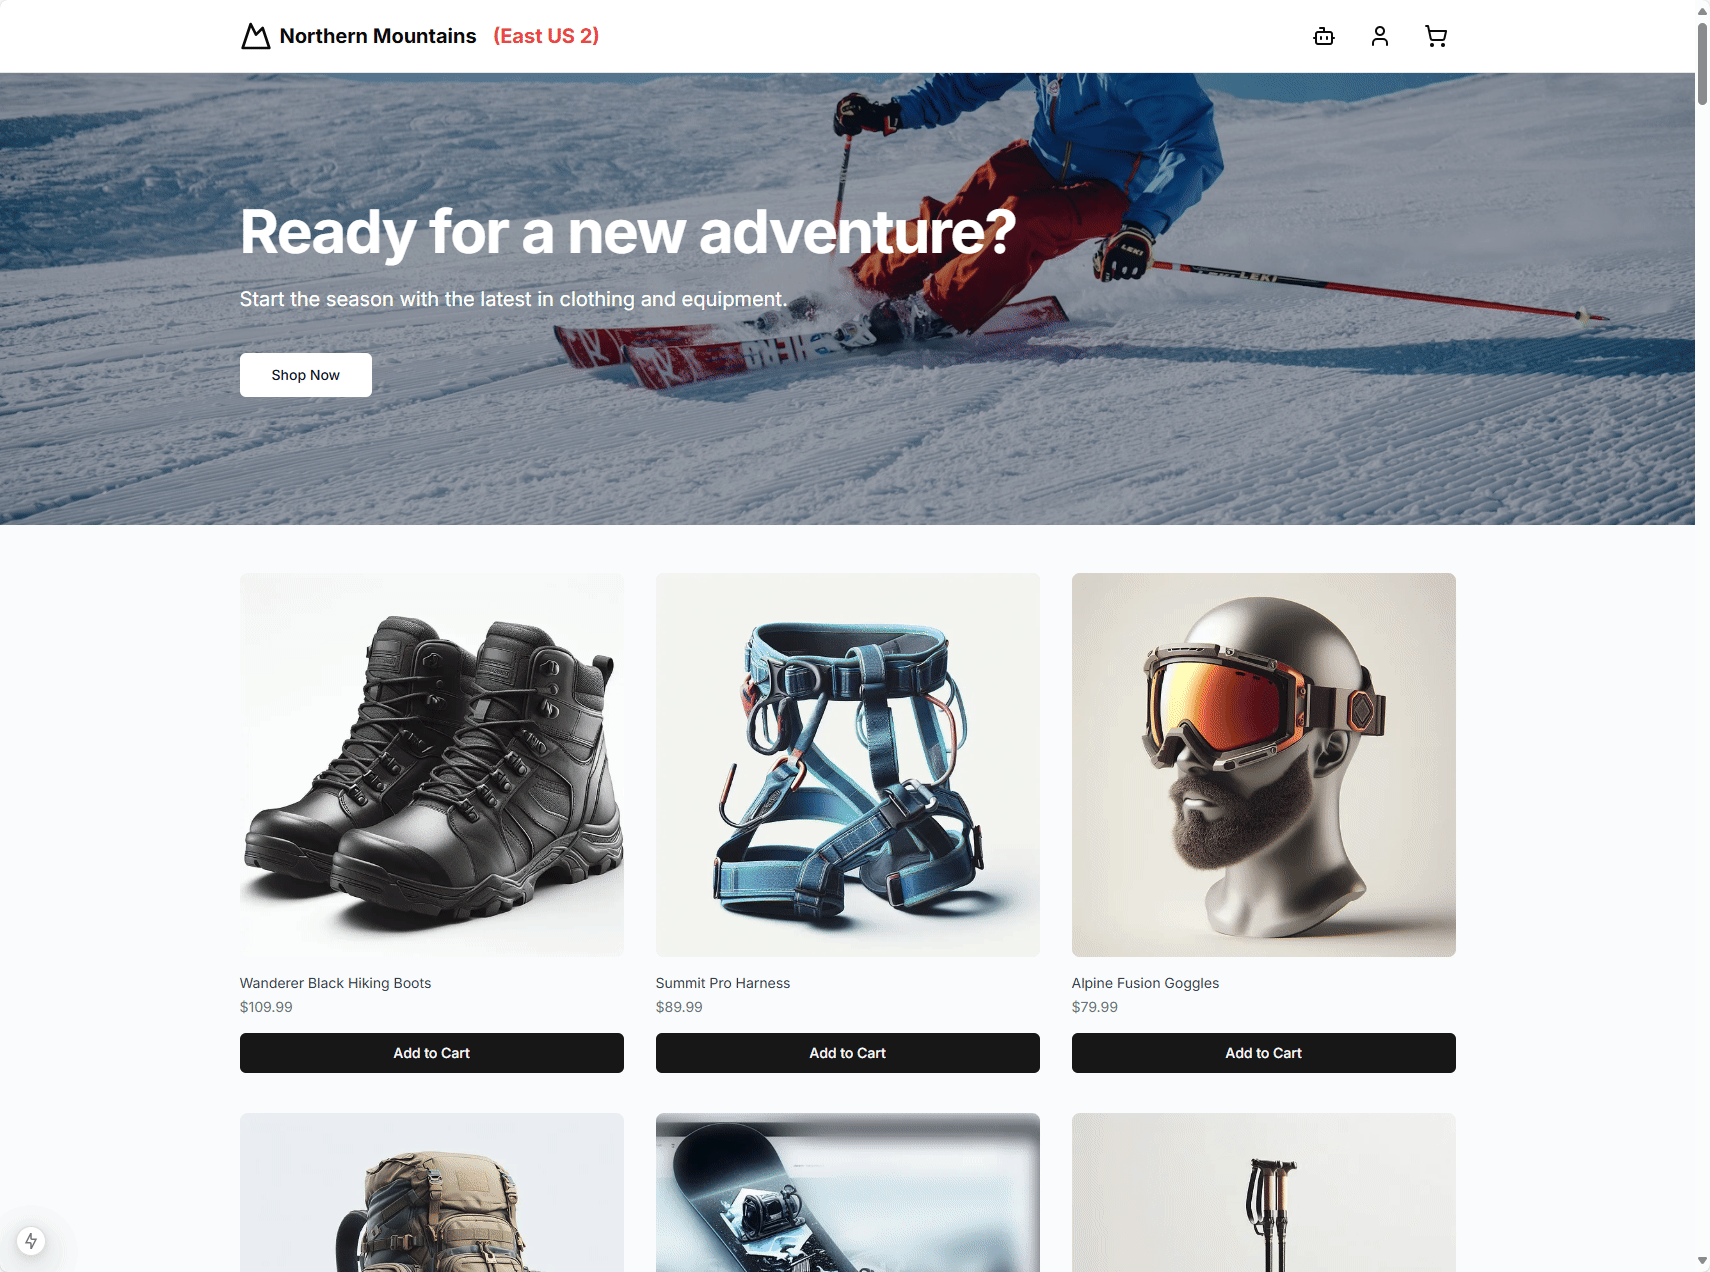 Northern Mountains (East US 2)
LEKI
LEKI
Ready for a new adventure?
Start the season with the latest in clothing and equipment.
Shop Now
Wanderer Black Hiking Boots
$109.99
Add to Cart
Summit Pro Harness
$89.99
Add to Cart
Alpine Fusion Goggles
$79.99
Add to Cart